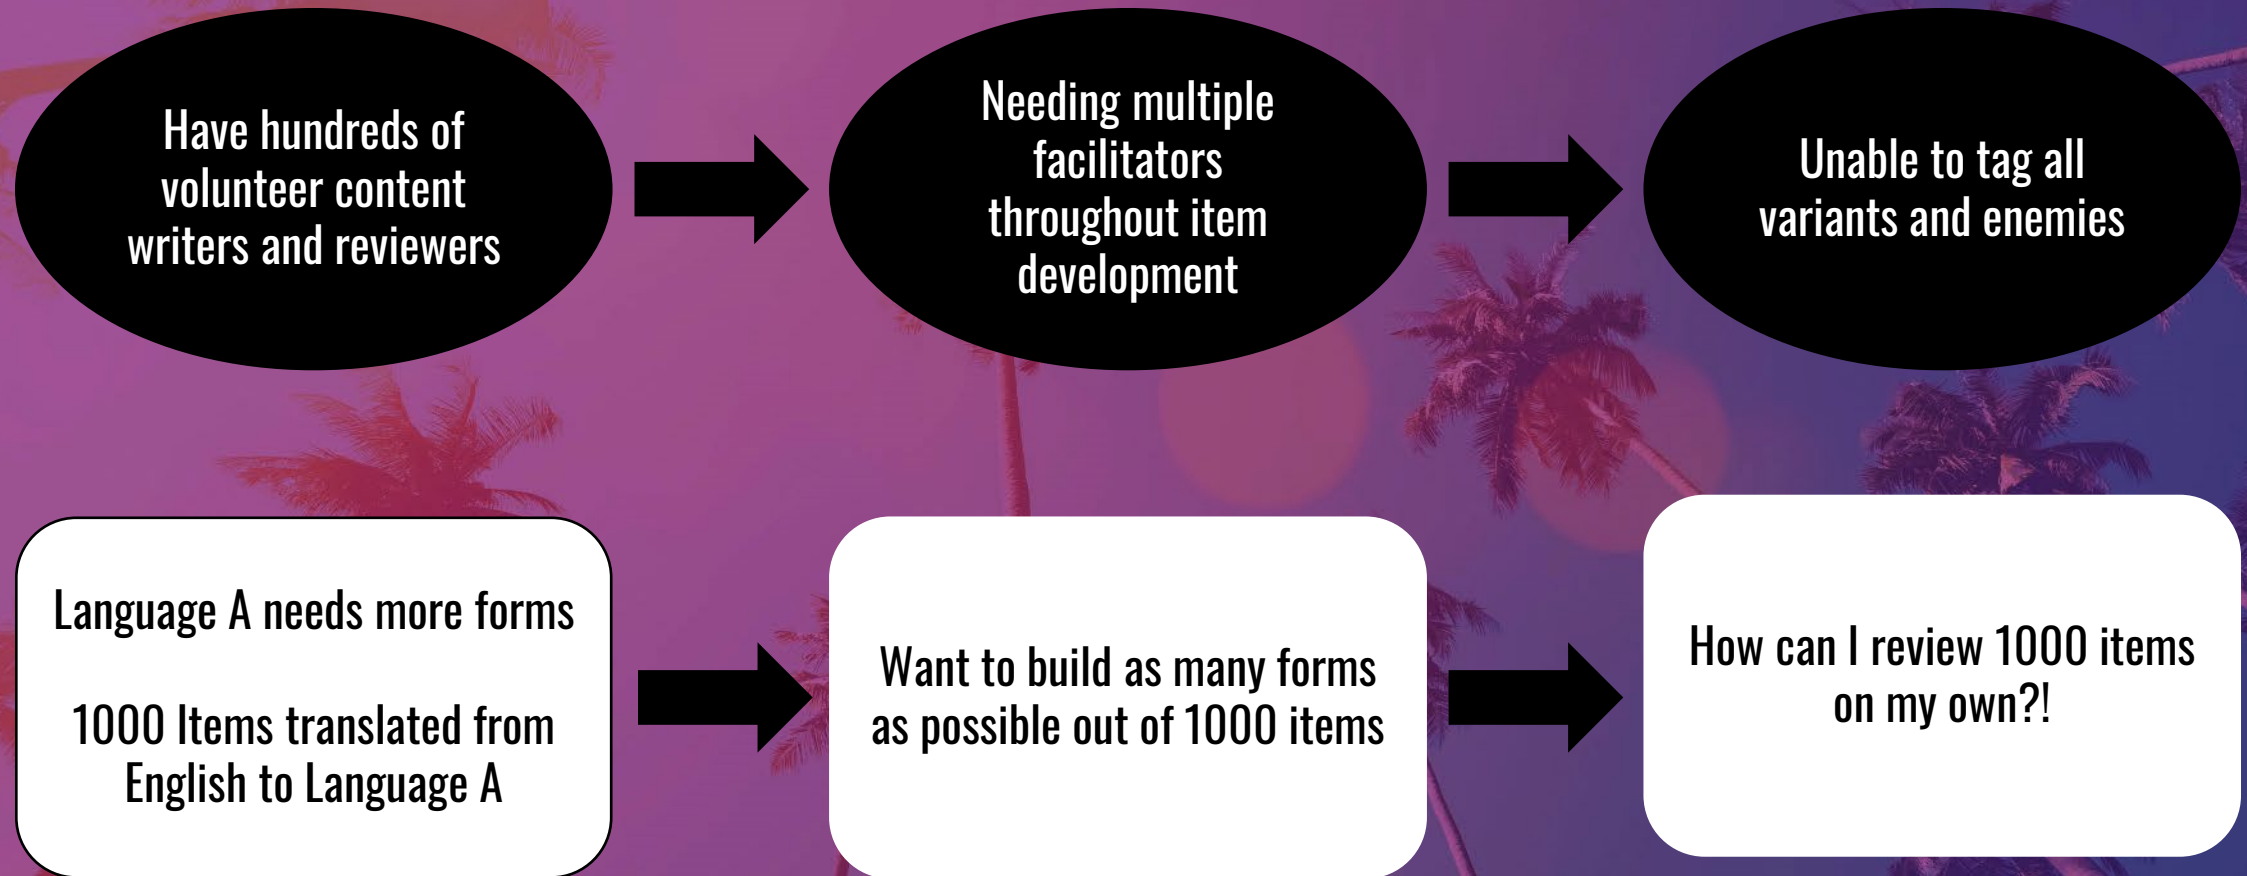 Have hundreds of
volunteer content
writers and reviewers
Needing multiple
facilitators
throughout item
development
Unable to tag all
variants and enemies
Language A needs more forms
1000 Items translated from
English to Language A
Want to build as many forms
as possible out of 1000 items
How can I review 1000 items
on my own?!